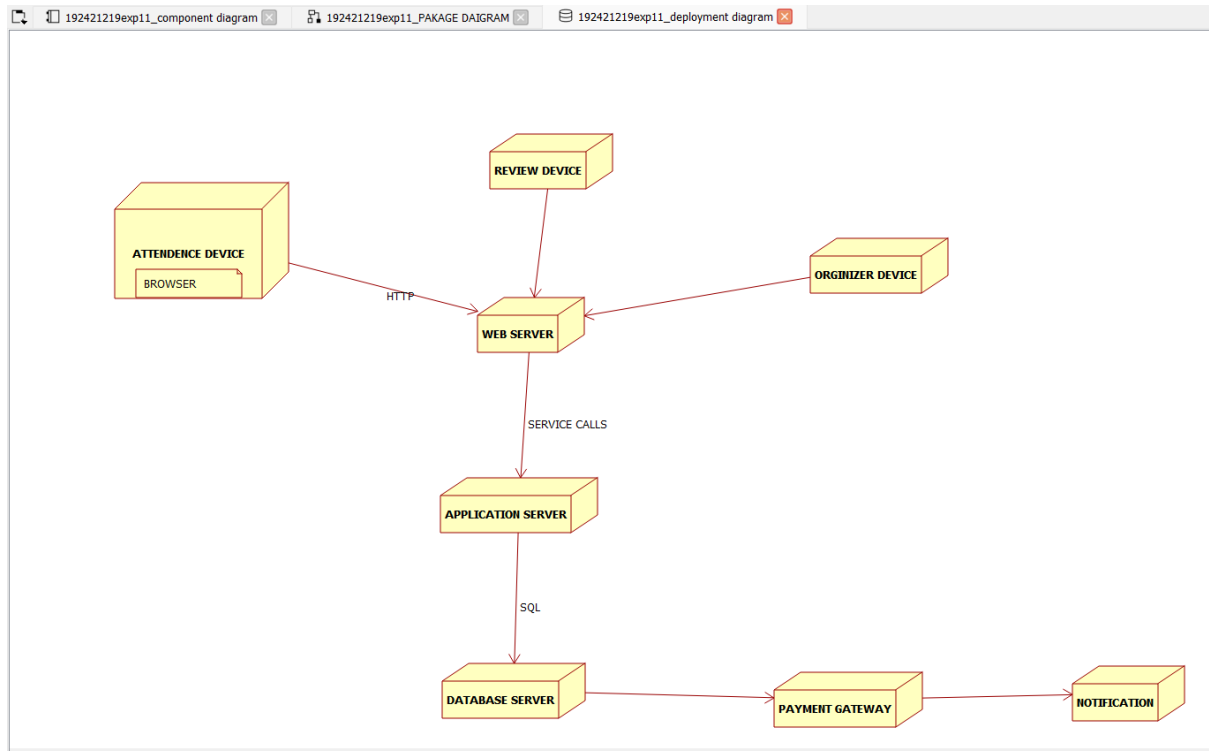 192421219exp11_component diagram
192421219exp11_PAKAGE DAIGRAM
192421219exp11_deployment diagram
REVIEW DEVICE
ATTENDENCE DEVICE
BROWSER
ORGINIZER DEVICE
HTTP
WEB SERVER
SERVICE CALLS
APPLICATION SERVER
SQL
DATABASE SERVER
PAYMENT GATEWAY
NOTIFICATION